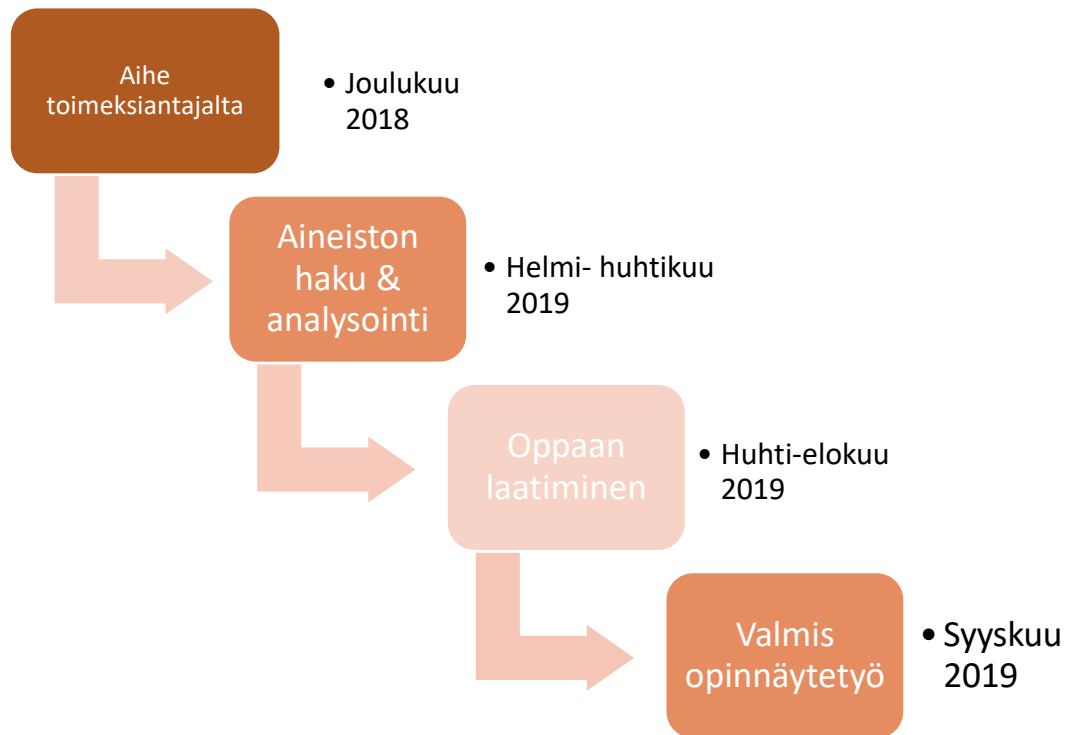 Aihe
toimeksiantajalta
• Joulukuu
2018
Aineiston
haku &
analysointi
• Helmi- huhtikuu
2019
Oppaan
laatiminen
• Huhti-elokuu
2019
Valmis
opinnäytetyö
• Syyskuu
2019